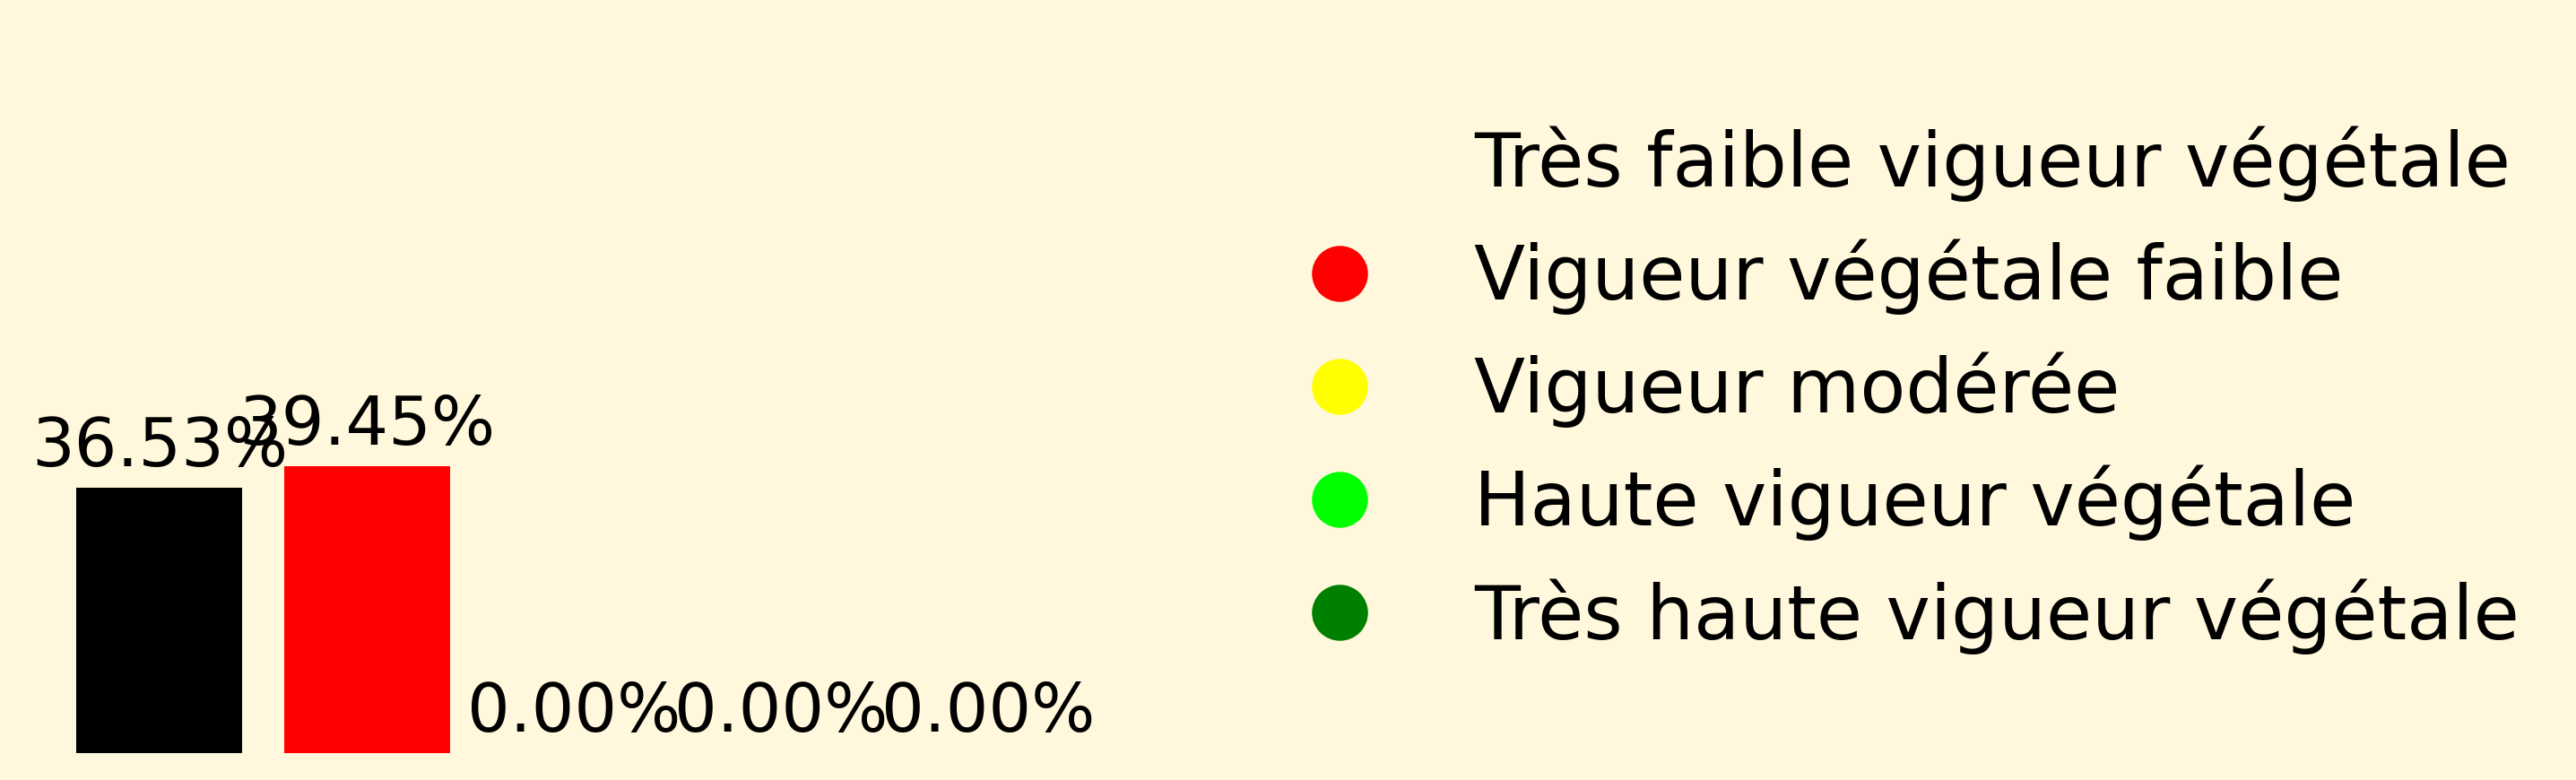 Très faible vigueur végétale
Vigueur végétale faible
Vigueur modérée
Haute vigueur végétale
Très haute vigueur végétale
36.53%
39.45%
0.00%
0.00%
0.00%